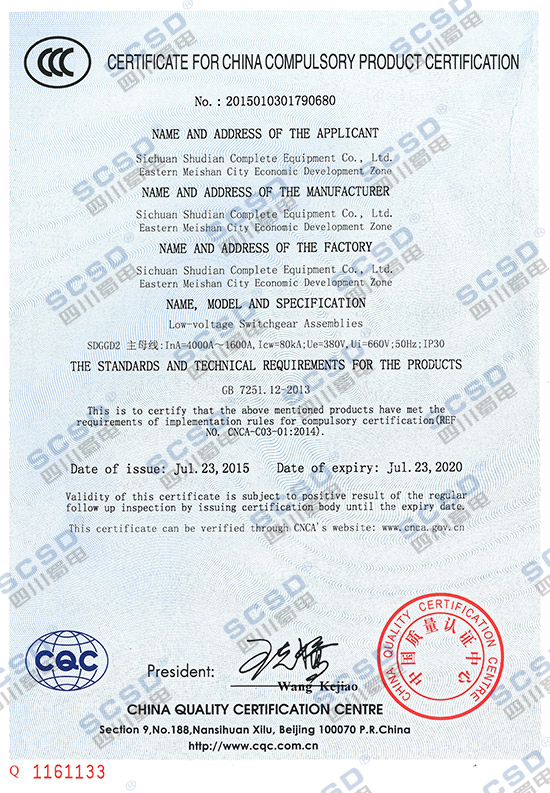 CCC
CERTIFICATE FOR CHINA COMPULSORY PRODUCT CERTIFICATION
No.: 2015010301790680
NAME AND ADDRESS OF THE APPLICANT
Sichuan Shudian Complete Equipment Co., Ltd.
Eastern Meishan City Economic Development Zone
NAME AND ADDRESS OF THE MANUFACTURER
Sichuan Shudian Complete Equipment Co., Ltd.
Eastern Meishan City Economic Development Zone
NAME AND ADDRESS OF THE FACTORY
Sichuan Shudian Complete Equipment Co., Ltd.
Eastern Meishan City Economic Development Zone
NAME, MODEL AND SPECIFICATION
Low-voltage Switchgear Assemblies
SDGGD2 主母线:InA=4000A～1600A,Icw=80kA;Ue=380V,Ui=660V;50Hz;IP30
THE STANDARDS AND TECHNICAL REQUIREMENTS FOR THE PRODUCTS
GB 7251.12-2013
This is to certify that the above mentioned products have met the
requirements of implementation rules for compulsory certification(REF
NO. CNCA-C03-01:2014).
Date of issue: Jul.23,2015 Date of expiry: Jul.23,2020
Validity of this certificate is subject to positive result of the regular
follow up inspection by issuing certification body until the expiry date.
This certificate can be verified through CNCA's website: www.cnca.gov.cn
CQC
President:
Wang Kejiao
CHINA QUALITY CERTIFICATION CENTRE
中国质量认证中心
CHINA QUALITY CERTIFICATION CENTRE
Section 9,No.188,Nansihuan Xilu, Beijing 100070 P.R.China
http://www.cqc.com.cn
Q 1161133
SCSD®
四川蜀电